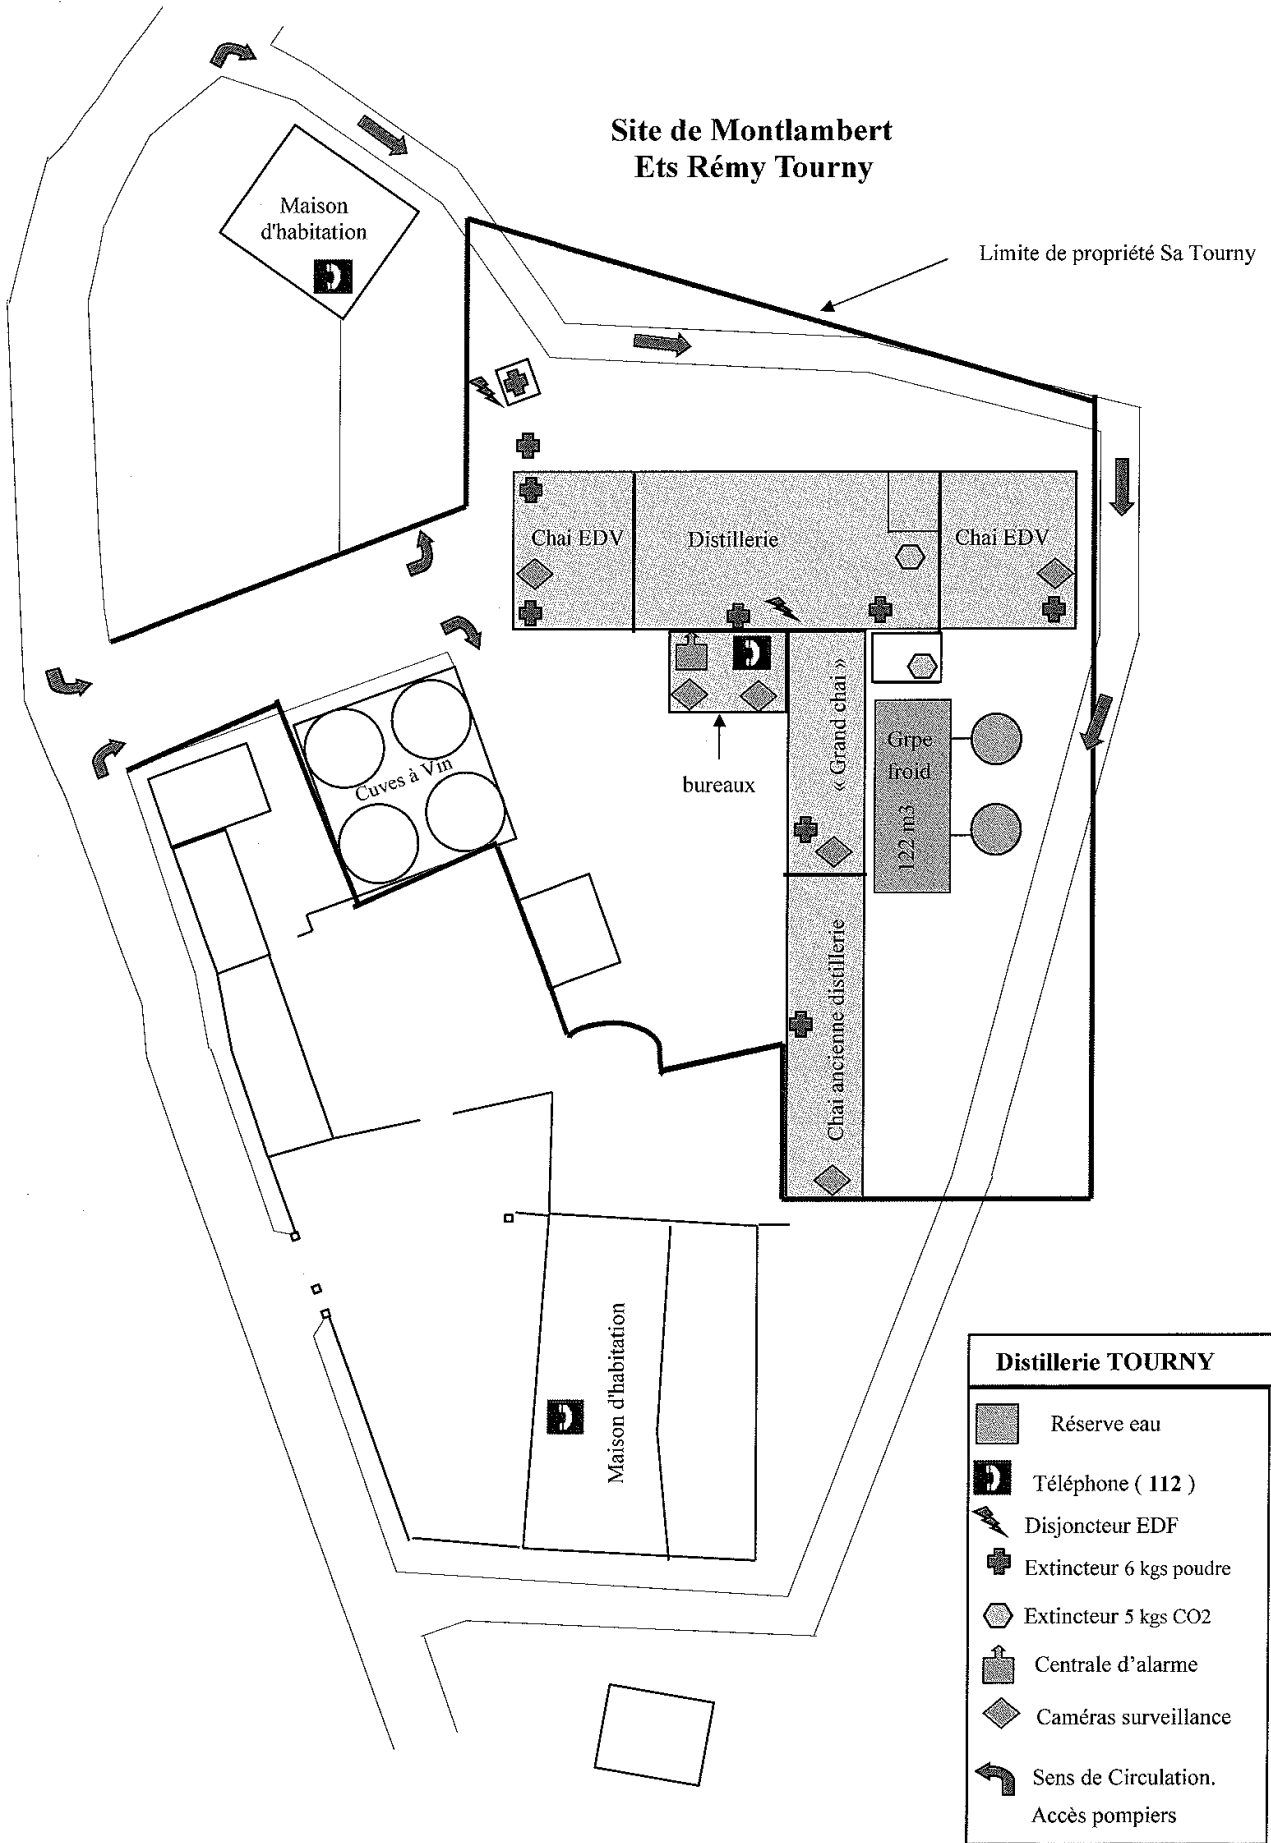 Site de Montlambert
Ets Rémy Tourny
Maison
d'habitation
Limite de propriété Sa Tourny
Chai EDV
Distillerie
Chai EDV
« Grand chai »
Grpe
froid
122 m3
bureaux
Cuves à Vin
Chai ancienne distillerie
Maison d'habitation
Distillerie TOURNY
Réserve eau
Téléphone ( 112 )
Disjoncteur EDF
Extincteur 6 kgs poudre
Extincteur 5 kgs CO2
Centrale d'alarme
Caméras surveillance
Sens de Circulation.
Accès pompiers